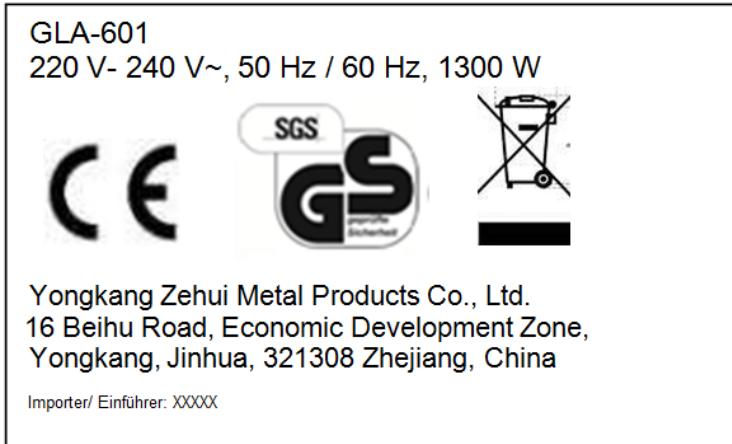 GLA-601
220 V- 240 V~, 50 Hz / 60 Hz, 1300 W
CE
SGS
GS
geprüfte
Sicherheit
Yongkang Zehui Metal Products Co., Ltd.
16 Beihu Road, Economic Development Zone,
Yongkang, Jinhua, 321308 Zhejiang, China
Importer/ Einführer: XXXXX